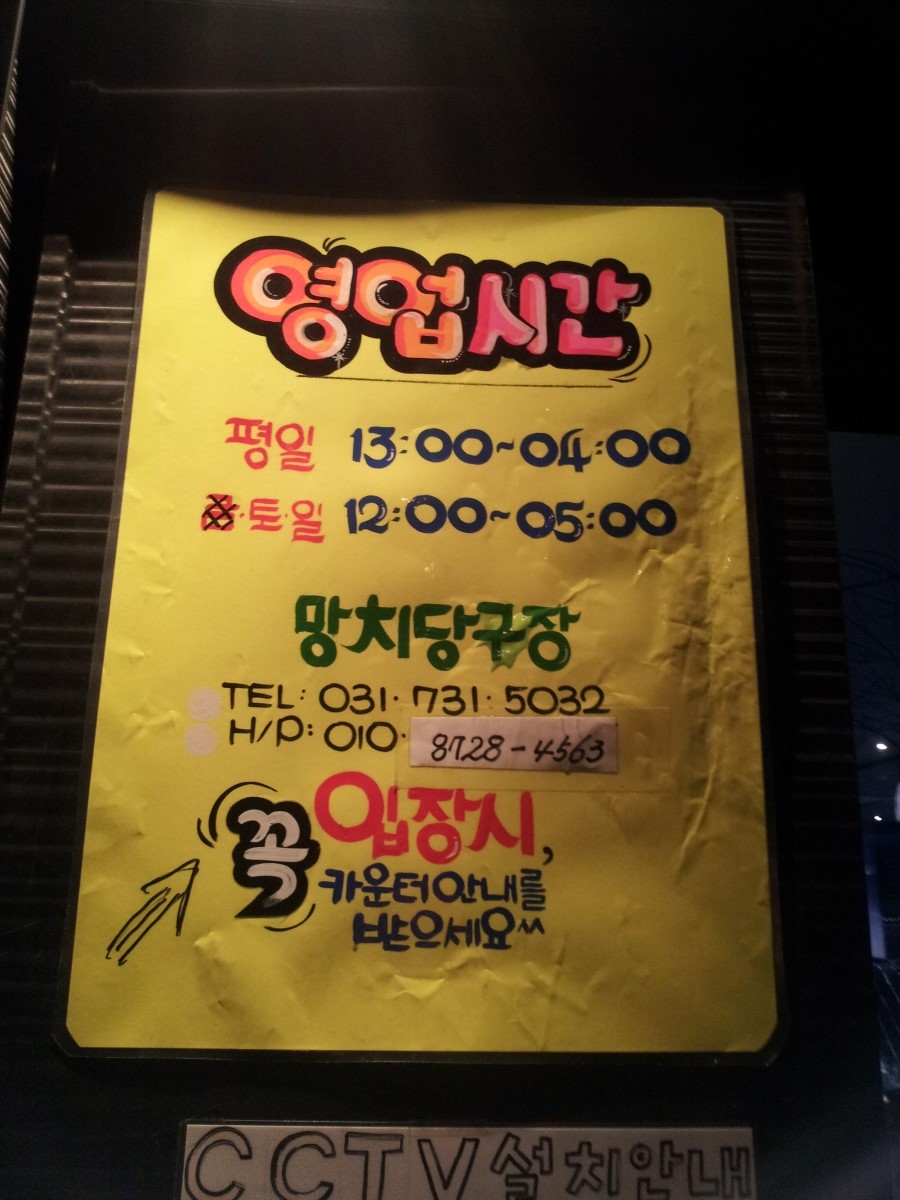 영업시간
평일 13:00~04:00
토·일 12:00~05:00
망치당구장
TEL: 031·731·5032
H/P: 010· 8728-4563
꼭 입장시,
카운터안내를
받으세요^^
CCTV설치안내